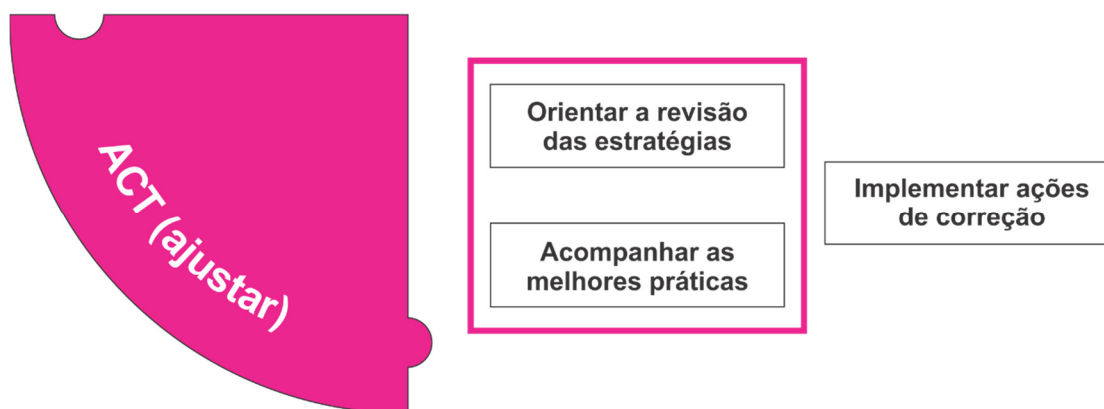 ACT (ajustar)
Orientar a revisão
das estratégias
Acompanhar as
melhores práticas
Implementar ações
de correção